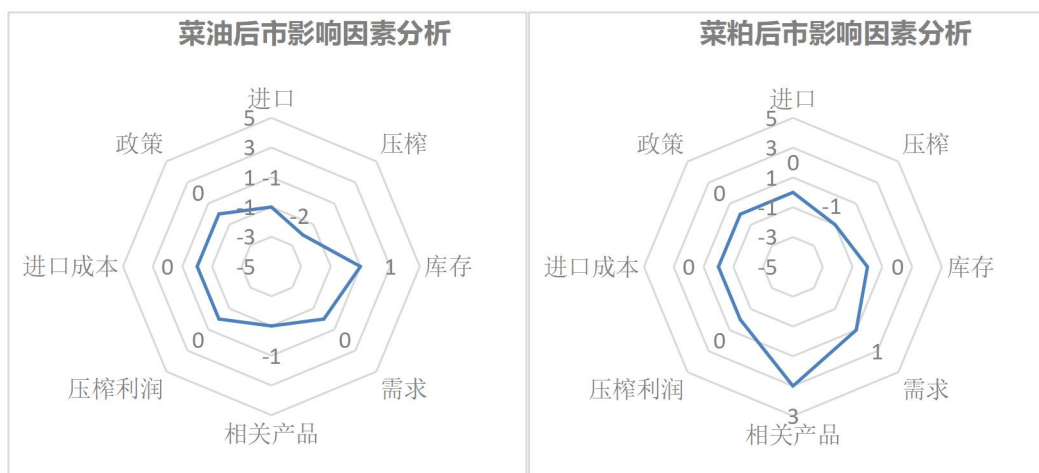 菜油后市影响因素分析
进口
5
政策
压榨
3
0
1
-1
-1
-2
-3
进口成本
0
-5
1
库存
0
-1
0
压榨利润
需求
相关产品
菜粕后市影响因素分析
进口
5
政策
压榨
3
0
0
1
-1
-1
-3
进口成本
0
-5
0
库存
0
1
压榨利润
需求
3
相关产品